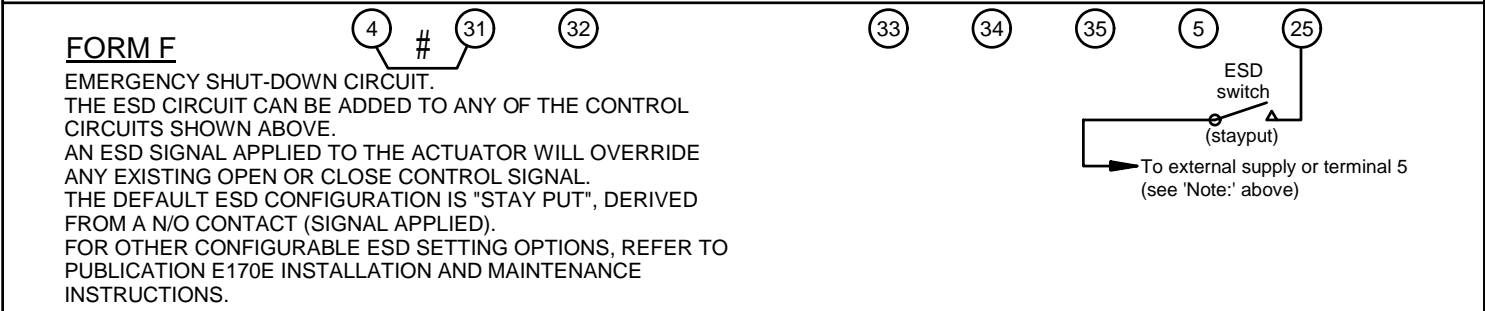 4 # 31 32 33 34 35 5 25
FORM F
EMERGENCY SHUT-DOWN CIRCUIT.
THE ESD CIRCUIT CAN BE ADDED TO ANY OF THE CONTROL
CIRCUITS SHOWN ABOVE.
AN ESD SIGNAL APPLIED TO THE ACTUATOR WILL OVERRIDE
ANY EXISTING OPEN OR CLOSE CONTROL SIGNAL.
THE DEFAULT ESD CONFIGURATION IS "STAY PUT", DERIVED
FROM A N/O CONTACT (SIGNAL APPLIED).
FOR OTHER CONFIGURABLE ESD SETTING OPTIONS, REFER TO
PUBLICATION E170E INSTALLATION AND MAINTENANCE
INSTRUCTIONS.
ESD
switch
(stayput)
To external supply or terminal 5
(see 'Note:' above)